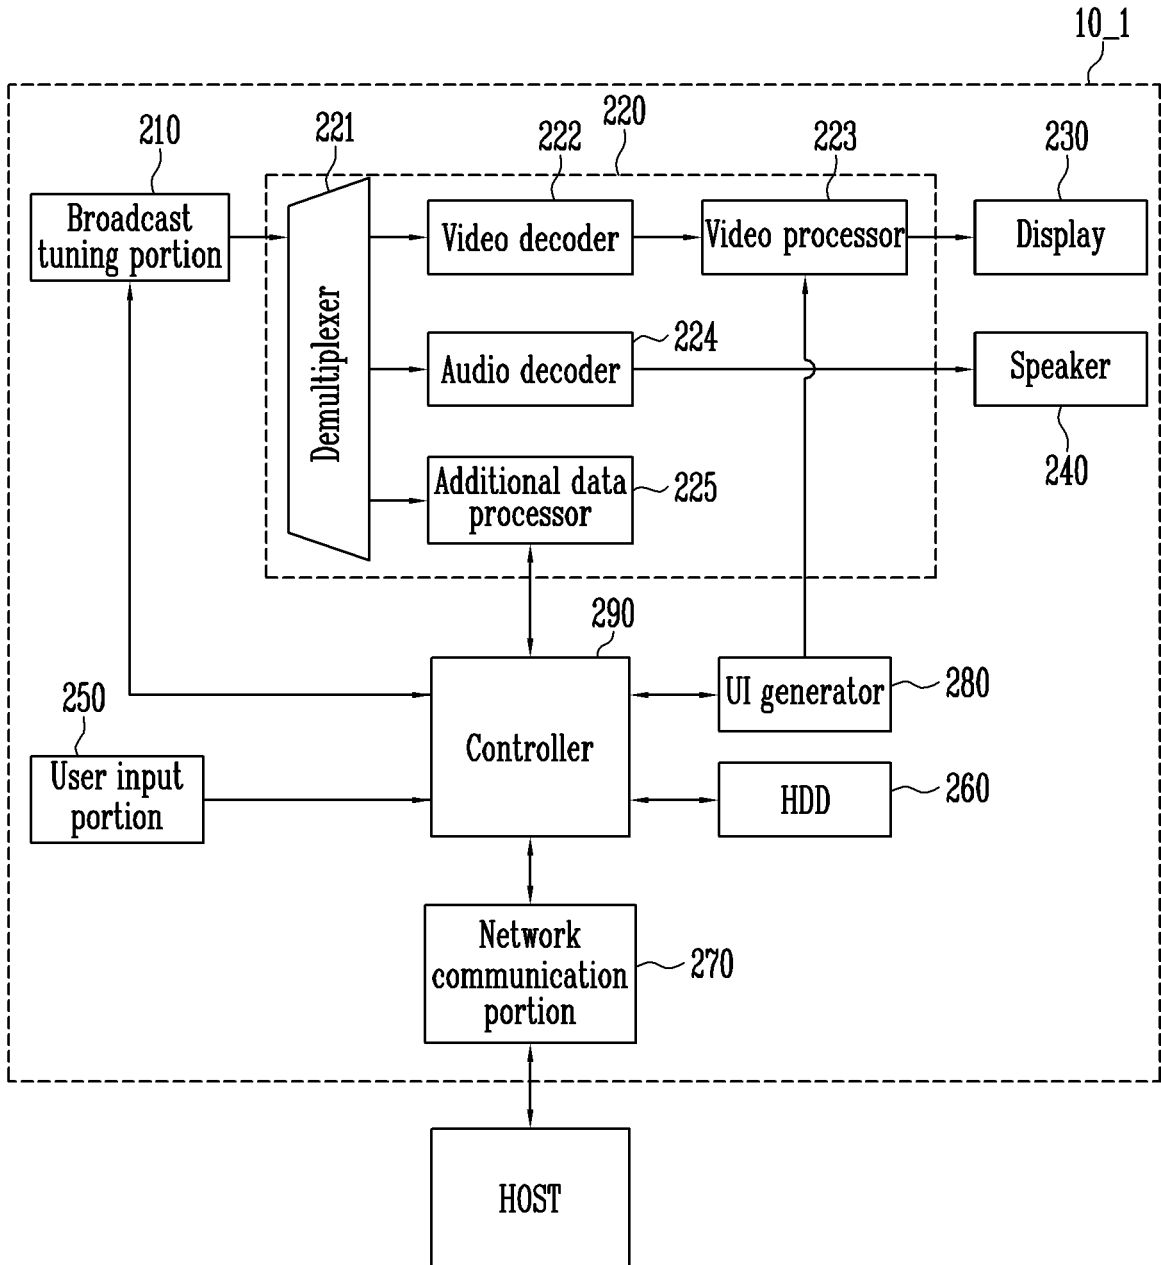 10_1
210
221
222
220
223
230
Broadcast
tuning portion
Demultiplexer
Video decoder
Video processor
Display
Audio decoder
224
Speaker
240
Additional data
processor
225
290
250
User input
portion
Controller
UI generator
280
HDD
260
Network
communication
portion
270
HOST